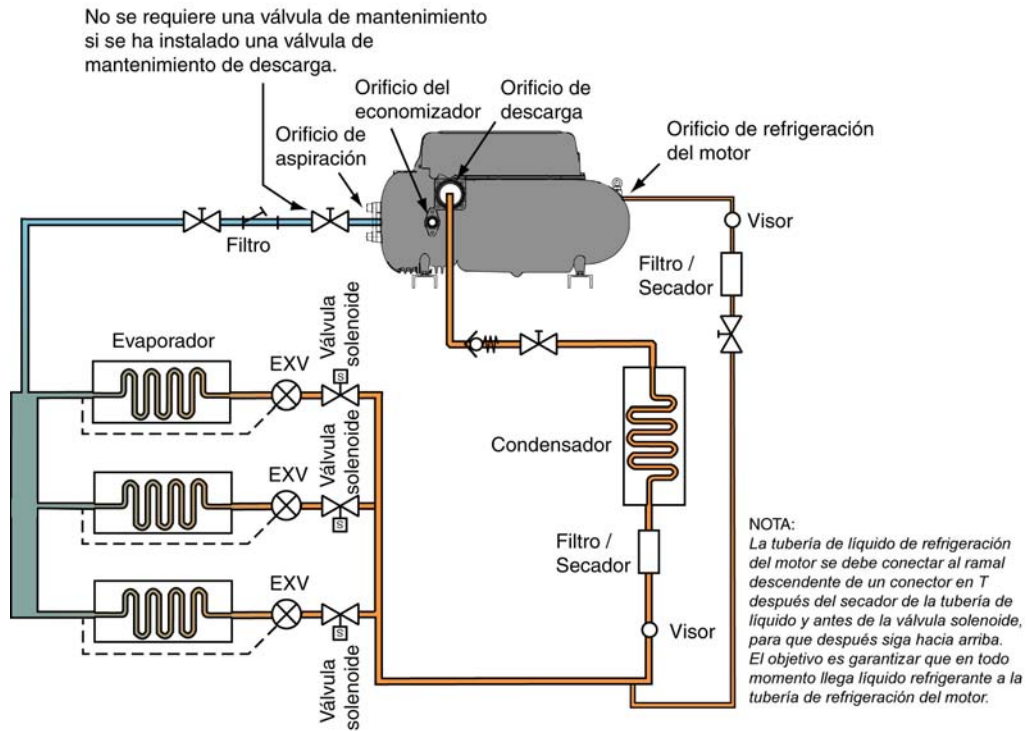 No se requiere una válvula de mantenimiento
si se ha instalado una válvula de
mantenimiento de descarga.
Orificio del
economizador
Orificio de
descarga
Orificio de
aspiración
Orificio de refrigeración
del motor
Visor
Filtro
Filtro /
Secador
Evaporador
EXV
Válvula
solenoide
S
Condensador
EXV
Válvula
solenoide
S
Filtro /
Secador
EXV
Válvula
solenoide
S
Visor
NOTA:
La tubería de líquido de refrigeración
del motor se debe conectar al ramal
descendente de un conector en T
después del secador de la tubería de
líquido y antes de la válvula solenoide,
para que después siga hacia arriba.
El objetivo es garantizar que en todo
momento llega líquido refrigerante a la
tubería de refrigeración del motor.